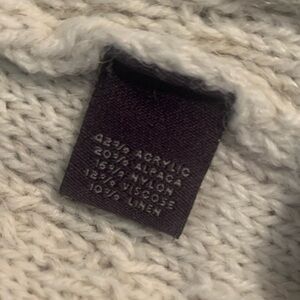 42% ACRYLIC
20% ALPACA
16% NYLON
12% VISCOSE
10% LINEN